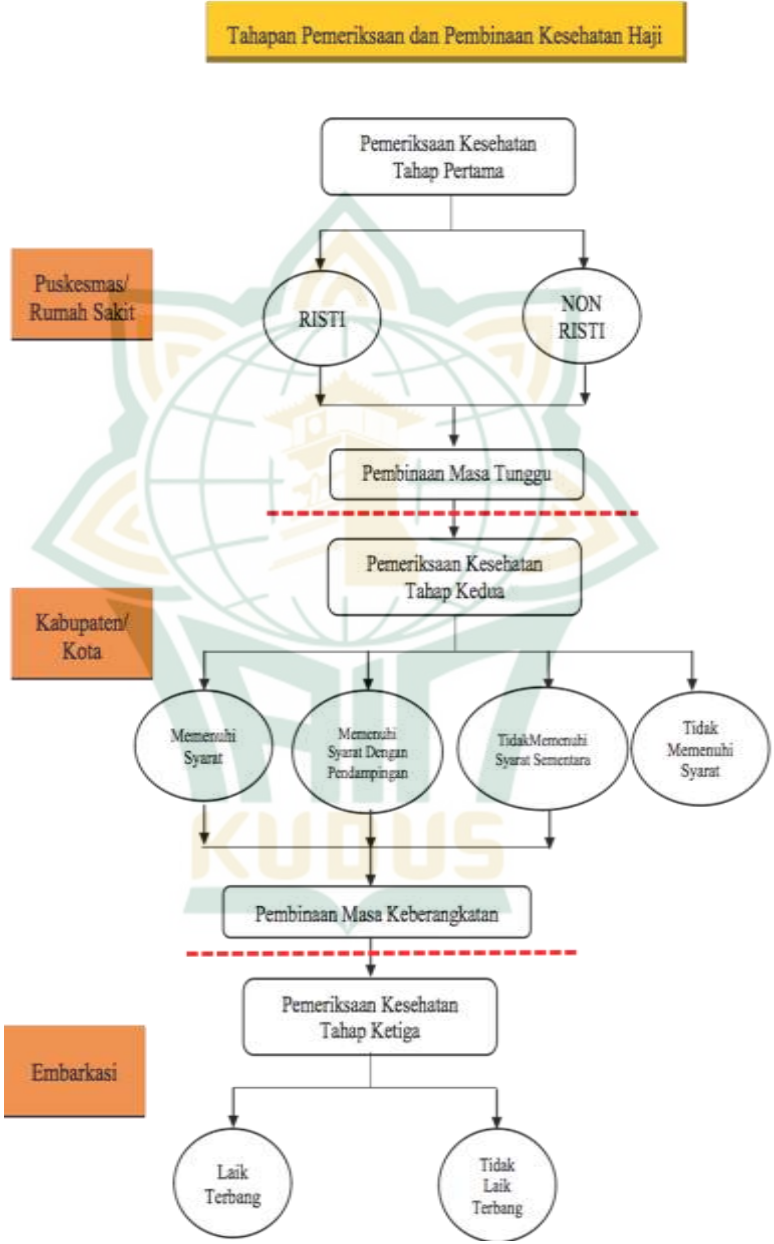 Tahapan Pemeriksaan dan Pembinaan Kesehatan Haji
Pemeriksaan Kesehatan
Tahap Pertama
Puskesmas/
Rumah Sakit
RISTI
NON
RISTI
Pembinaan Masa Tunggu
Pemeriksaan Kesehatan
Tahap Kedua
Kabupaten/
Kota
Memenuhi
Syarat
Memenuhi
Syarat Dengan
Pendampingan
TidakMemenuhi
Syarat Sementara
Tidak
Memenuhi
Syarat
KUDUS
Pembinaan Masa Keberangkatan
Pemeriksaan Kesehatan
Tahap Ketiga
Embarkasi
Laik
Terbang
Tidak
Laik
Terbang